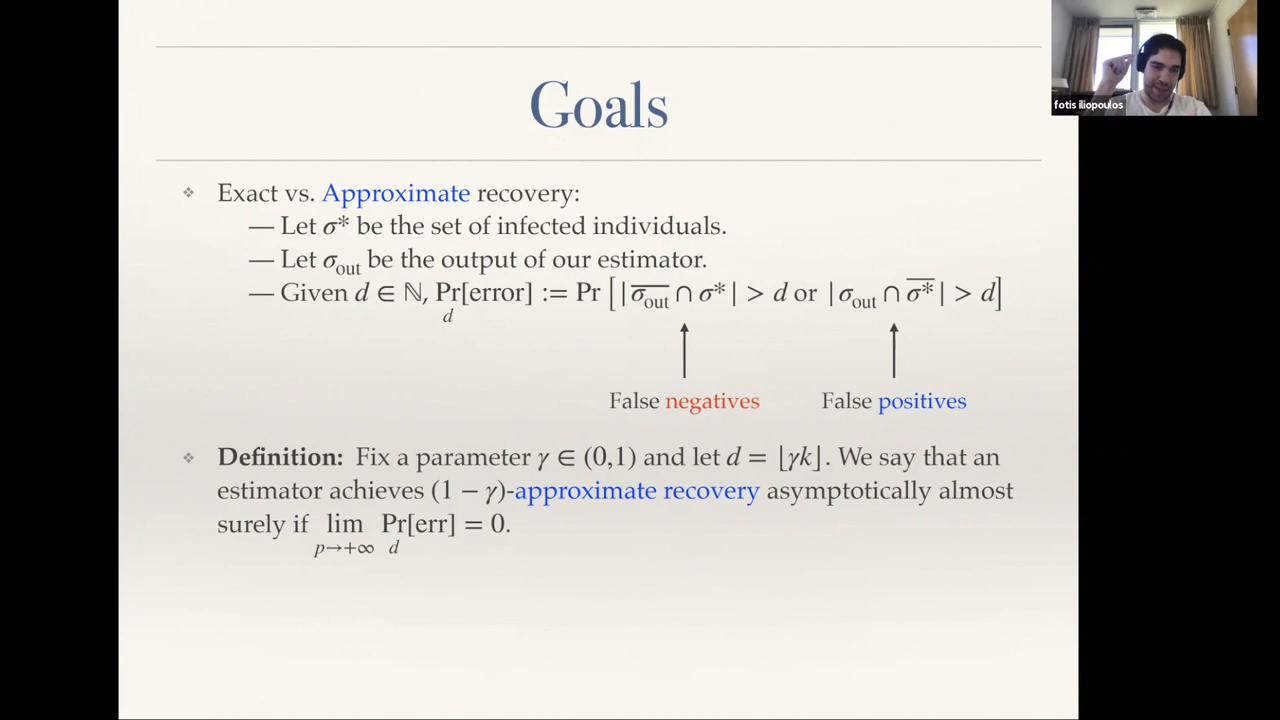 Goals
fotis iliopoulos
❖ Exact vs. Approximate recovery:
— Let σ* be the set of infected individuals.
— Let σ_out be the output of our estimator.
— Given d ∈ ℕ, Pr_d[error] := Pr [|σ̅_out ∩ σ*| > d or |σ_out ∩ \overline{σ*}| > d]
False negatives False positives
❖ Definition: Fix a parameter γ ∈ (0,1) and let d = ⌊γk⌋. We say that an
estimator achieves (1 − γ)-approximate recovery asymptotically almost
surely if lim_{p→+∞} Pr_d[err] = 0.